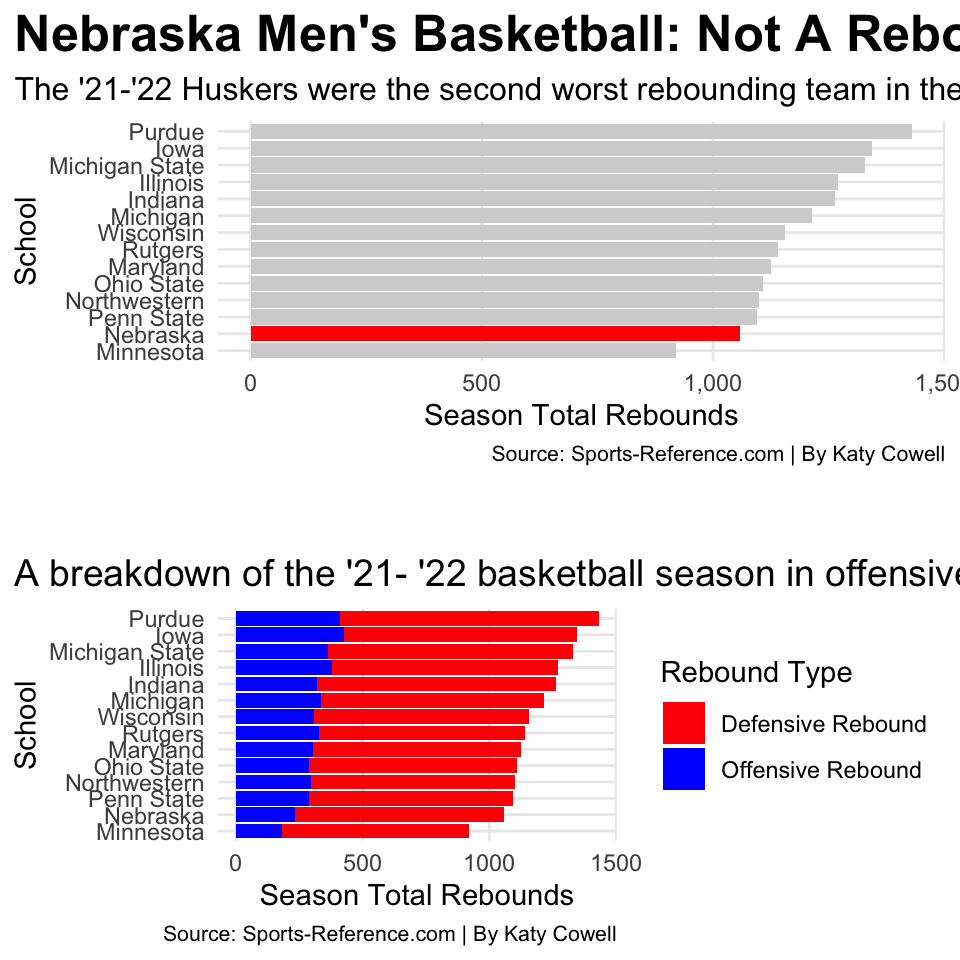 Nebraska Men's Basketball: Not A Rebo
The '21-'22 Huskers were the second worst rebounding team in the
School
Purdue
Iowa
Michigan State
Illinois
Indiana
Michigan
Wisconsin
Rutgers
Maryland
Ohio State
Northwestern
Penn State
Nebraska
Minnesota
0 500 1,000 1,50
Season Total Rebounds
Source: Sports-Reference.com | By Katy Cowell
A breakdown of the '21- '22 basketball season in offensive
School
Purdue
Iowa
Michigan State
Illinois
Indiana
Michigan
Wisconsin
Rutgers
Maryland
Ohio State
Northwestern
Penn State
Nebraska
Minnesota
0 500 1000 1500
Season Total Rebounds
Rebound Type
Defensive Rebound
Offensive Rebound
Source: Sports-Reference.com | By Katy Cowell